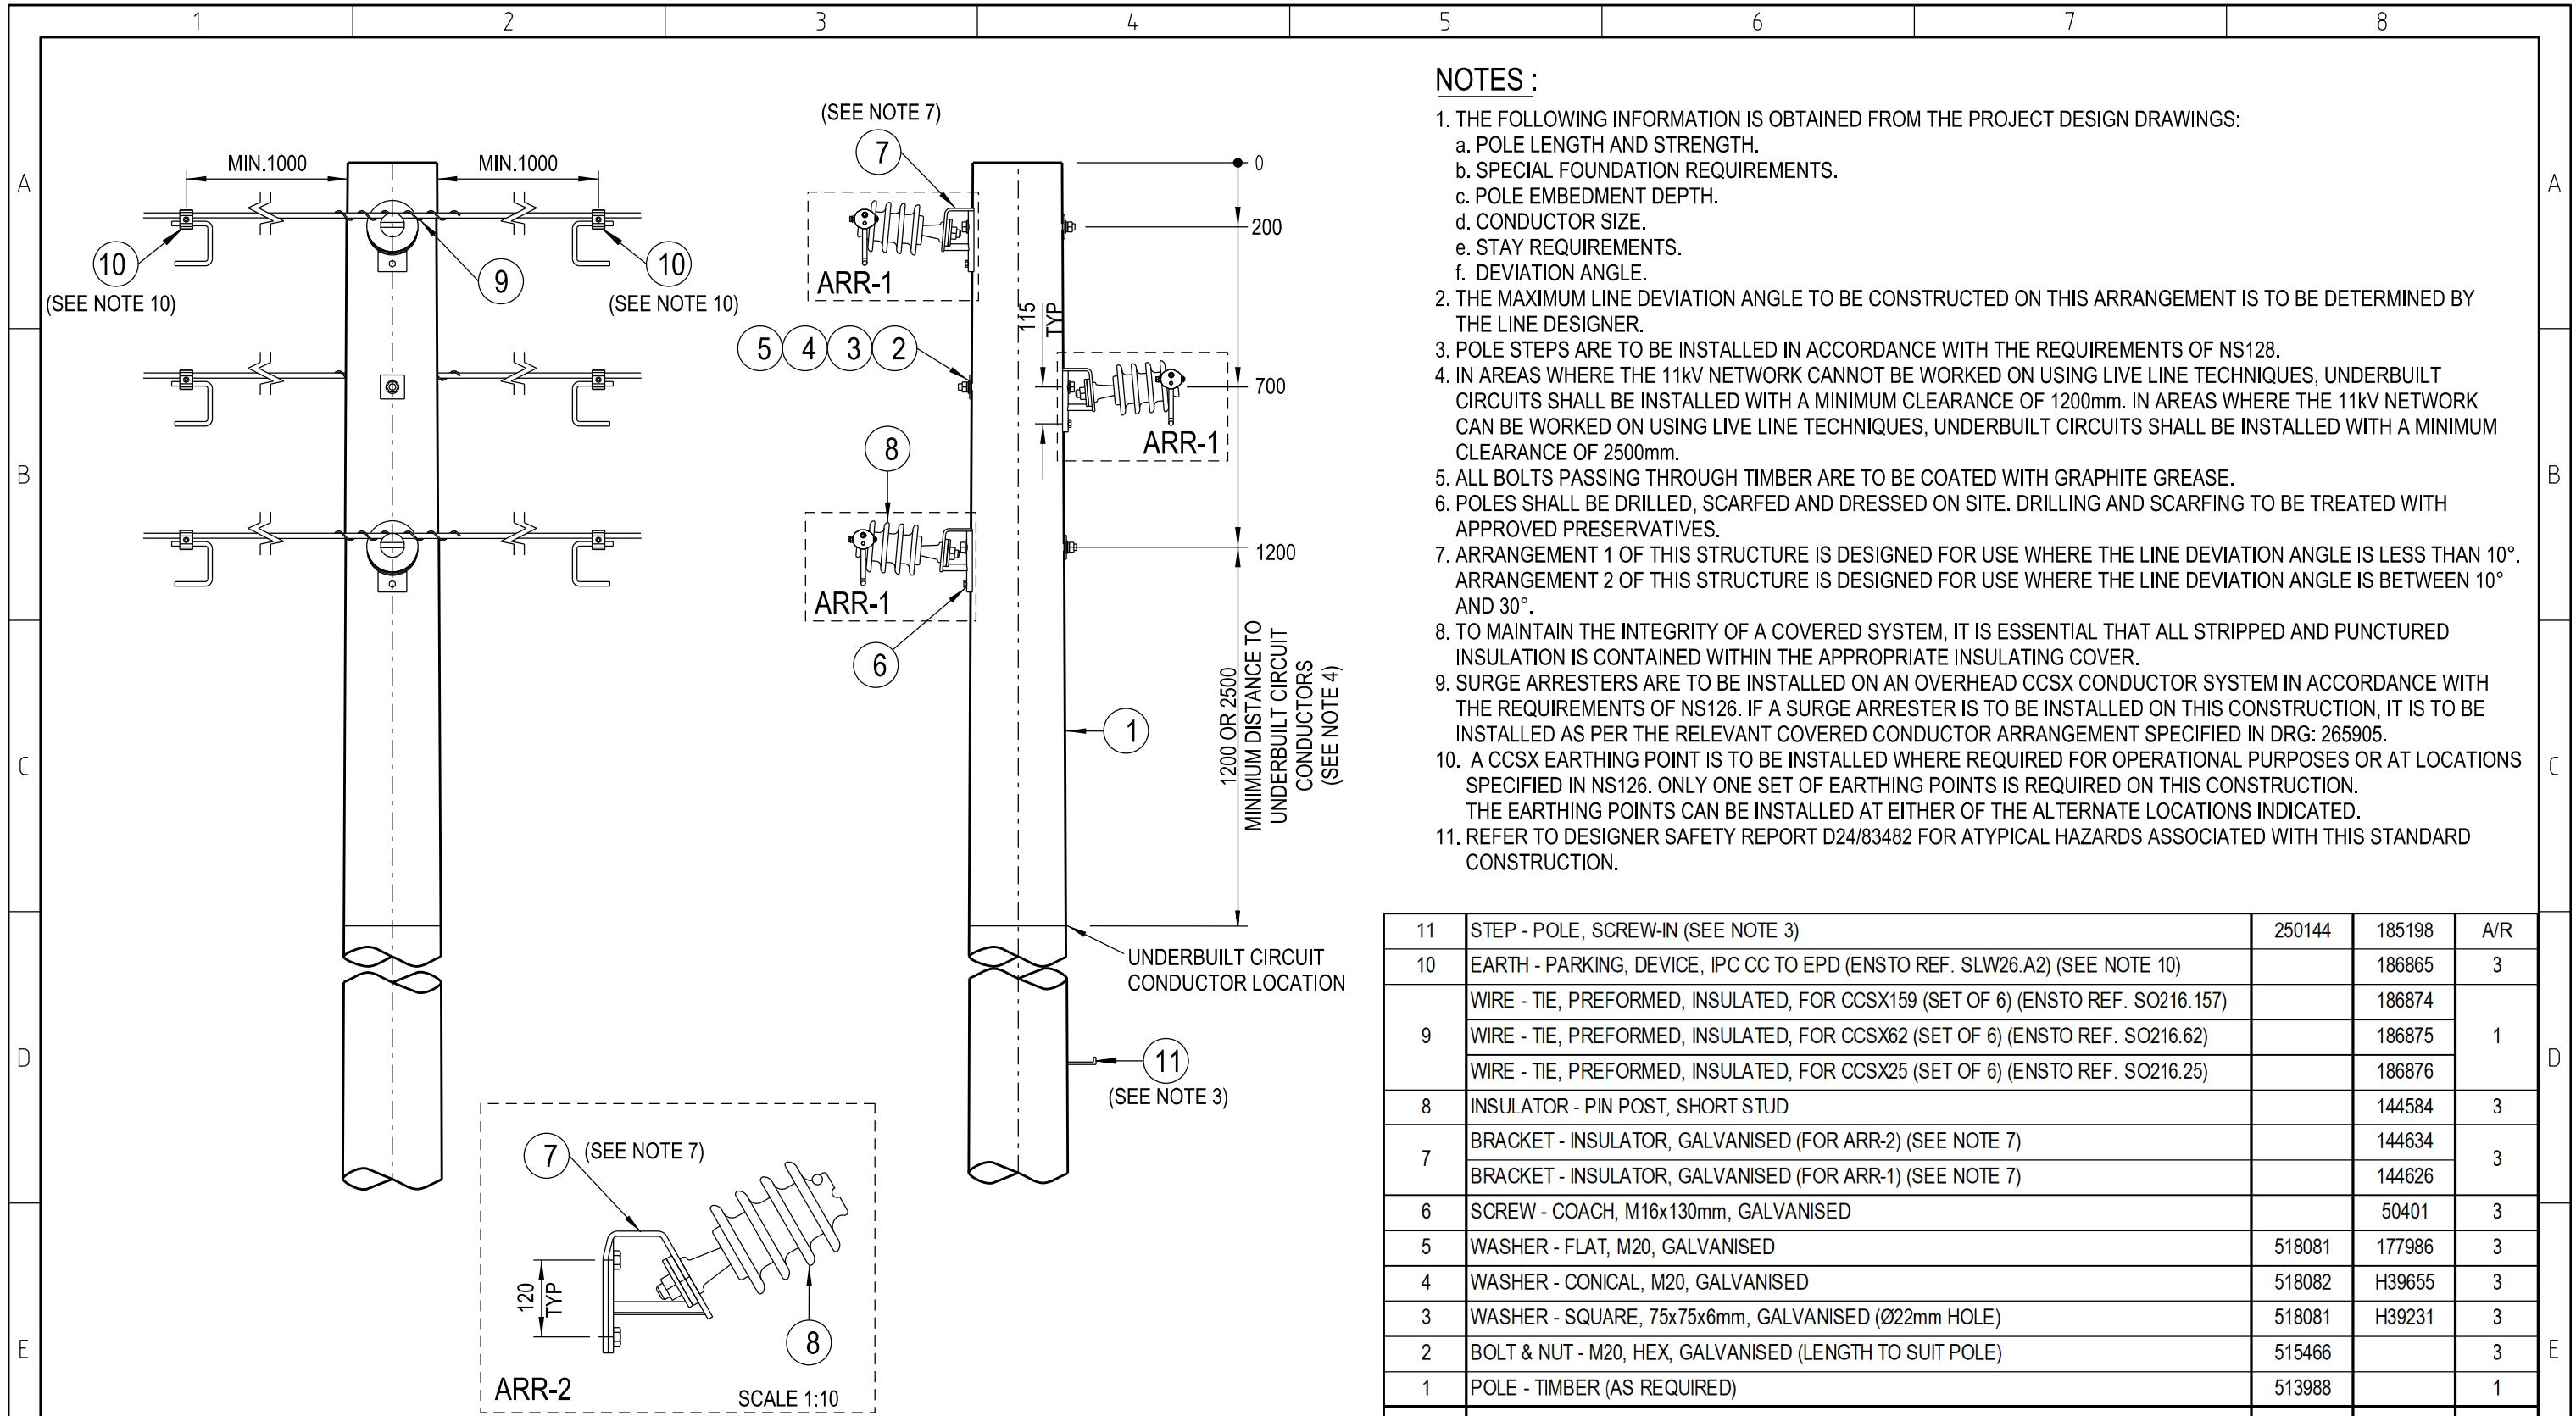 1 2 3 4 5 6 7 8
A
B
C
D
E
A
B
C
D
E
MIN.1000
MIN.1000
10
(SEE NOTE 10)
9
10
(SEE NOTE 10)
(SEE NOTE 7)
7
ARR-1
5 4 3 2
8
ARR-1
6
115
TYP
ARR-1
0
200
700
1200
1200 OR 2500
MINIMUM DISTANCE TO
UNDERBUILT CIRCUIT
CONDUCTORS
(SEE NOTE 4)
1
UNDERBUILT CIRCUIT
CONDUCTOR LOCATION
11
(SEE NOTE 3)
7
(SEE NOTE 7)
120
TYP
8
ARR-2
SCALE 1:10
NOTES :
1. THE FOLLOWING INFORMATION IS OBTAINED FROM THE PROJECT DESIGN DRAWINGS:
a. POLE LENGTH AND STRENGTH.
b. SPECIAL FOUNDATION REQUIREMENTS.
c. POLE EMBEDMENT DEPTH.
d. CONDUCTOR SIZE.
e. STAY REQUIREMENTS.
f. DEVIATION ANGLE.
2. THE MAXIMUM LINE DEVIATION ANGLE TO BE CONSTRUCTED ON THIS ARRANGEMENT IS TO BE DETERMINED BY
THE LINE DESIGNER.
3. POLE STEPS ARE TO BE INSTALLED IN ACCORDANCE WITH THE REQUIREMENTS OF NS128.
4. IN AREAS WHERE THE 11kV NETWORK CANNOT BE WORKED ON USING LIVE LINE TECHNIQUES, UNDERBUILT
CIRCUITS SHALL BE INSTALLED WITH A MINIMUM CLEARANCE OF 1200mm. IN AREAS WHERE THE 11kV NETWORK
CAN BE WORKED ON USING LIVE LINE TECHNIQUES, UNDERBUILT CIRCUITS SHALL BE INSTALLED WITH A MINIMUM
CLEARANCE OF 2500mm.
5. ALL BOLTS PASSING THROUGH TIMBER ARE TO BE COATED WITH GRAPHITE GREASE.
6. POLES SHALL BE DRILLED, SCARFED AND DRESSED ON SITE. DRILLING AND SCARFING TO BE TREATED WITH
APPROVED PRESERVATIVES.
7. ARRANGEMENT 1 OF THIS STRUCTURE IS DESIGNED FOR USE WHERE THE LINE DEVIATION ANGLE IS LESS THAN 10°.
ARRANGEMENT 2 OF THIS STRUCTURE IS DESIGNED FOR USE WHERE THE LINE DEVIATION ANGLE IS BETWEEN 10°
AND 30°.
8. TO MAINTAIN THE INTEGRITY OF A COVERED SYSTEM, IT IS ESSENTIAL THAT ALL STRIPPED AND PUNCTURED
INSULATION IS CONTAINED WITHIN THE APPROPRIATE INSULATING COVER.
9. SURGE ARRESTERS ARE TO BE INSTALLED ON AN OVERHEAD CCSX CONDUCTOR SYSTEM IN ACCORDANCE WITH
THE REQUIREMENTS OF NS126. IF A SURGE ARRESTER IS TO BE INSTALLED ON THIS CONSTRUCTION, IT IS TO BE
INSTALLED AS PER THE RELEVANT COVERED CONDUCTOR ARRANGEMENT SPECIFIED IN DRG: 265905.
10. A CCSX EARTHING POINT IS TO BE INSTALLED WHERE REQUIRED FOR OPERATIONAL PURPOSES OR AT LOCATIONS
SPECIFIED IN NS126. ONLY ONE SET OF EARTHING POINTS IS REQUIRED ON THIS CONSTRUCTION.
THE EARTHING POINTS CAN BE INSTALLED AT EITHER OF THE ALTERNATE LOCATIONS INDICATED.
11. REFER TO DESIGNER SAFETY REPORT D24/83482 FOR ATYPICAL HAZARDS ASSOCIATED WITH THIS STANDARD
CONSTRUCTION.
11 STEP - POLE, SCREW-IN (SEE NOTE 3) 250144 185198 A/R
10 EARTH - PARKING, DEVICE, IPC CC TO EPD (ENSTO REF. SLW26.A2) (SEE NOTE 10) 186865 3
WIRE - TIE, PREFORMED, INSULATED, FOR CCSX159 (SET OF 6) (ENSTO REF. SO216.157) 186874
9 WIRE - TIE, PREFORMED, INSULATED, FOR CCSX62 (SET OF 6) (ENSTO REF. SO216.62) 186875 1
WIRE - TIE, PREFORMED, INSULATED, FOR CCSX25 (SET OF 6) (ENSTO REF. SO216.25) 186876
8 INSULATOR - PIN POST, SHORT STUD 144584 3
7 BRACKET - INSULATOR, GALVANISED (FOR ARR-2) (SEE NOTE 7) 144634 3
BRACKET - INSULATOR, GALVANISED (FOR ARR-1) (SEE NOTE 7) 144626
6 SCREW - COACH, M16x130mm, GALVANISED 50401 3
5 WASHER - FLAT, M20, GALVANISED 518081 177986 3
4 WASHER - CONICAL, M20, GALVANISED 518082 H39655 3
3 WASHER - SQUARE, 75x75x6mm, GALVANISED (Ø22mm HOLE) 518081 H39231 3
2 BOLT & NUT - M20, HEX, GALVANISED (LENGTH TO SUIT POLE) 515466 3
1 POLE - TIMBER (AS REQUIRED) 513988 1